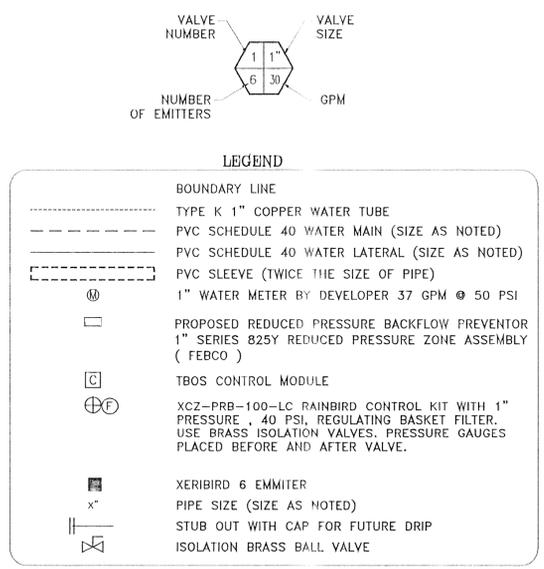 VALVE NUMBER
VALVE SIZE
1 1"
6 30
NUMBER OF EMITTERS
GPM
LEGEND
BOUNDARY LINE
TYPE K 1" COPPER WATER TUBE
PVC SCHEDULE 40 WATER MAIN (SIZE AS NOTED)
PVC SCHEDULE 40 WATER LATERAL (SIZE AS NOTED)
PVC SLEEVE (TWICE THE SIZE OF PIPE)
M 1" WATER METER BY DEVELOPER 37 GPM @ 50 PSI
PROPOSED REDUCED PRESSURE BACKFLOW PREVENTOR
1" SERIES 825Y REDUCED PRESSURE ZONE ASSEMBLY
( FEBCO )
C TBOS CONTROL MODULE
F XCZ-PRB-100-LC RAINBIRD CONTROL KIT WITH 1"
PRESSURE , 40 PSI, REGULATING BASKET FILTER.
USE BRASS ISOLATION VALVES. PRESSURE GAUGES
PLACED BEFORE AND AFTER VALVE.
XERIBIRD 6 EMMITER
x" PIPE SIZE (SIZE AS NOTED)
STUB OUT WITH CAP FOR FUTURE DRIP
ISOLATION BRASS BALL VALVE